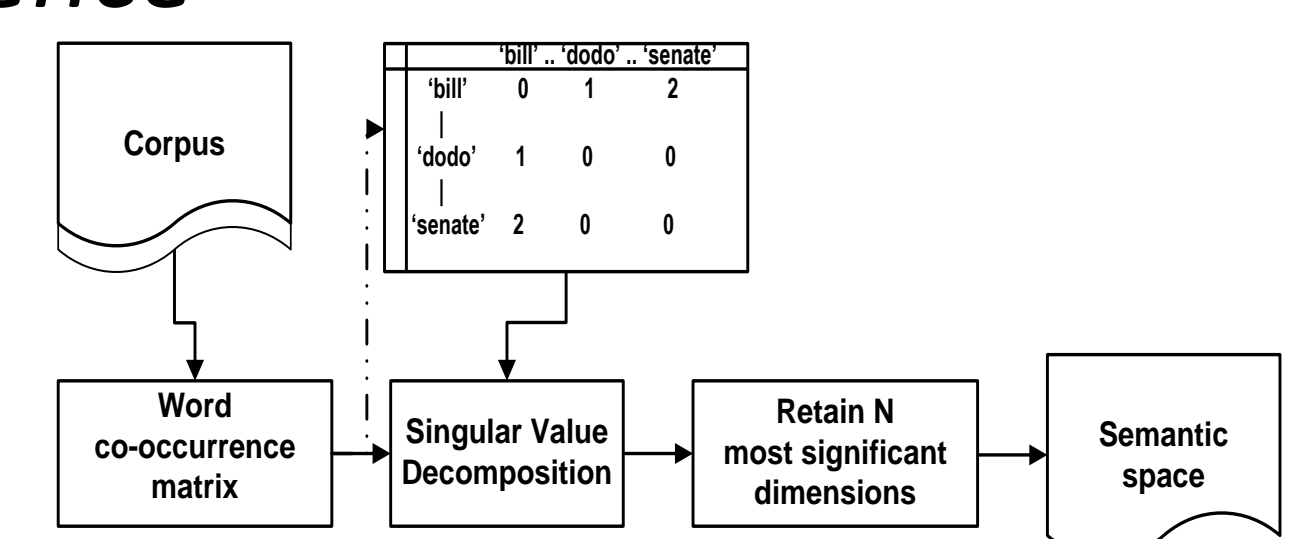 Corpus
‘bill’ .. ‘dodo’ .. ‘senate’
‘bill’ 0 1 2
‘dodo’ 1 0 0
‘senate’ 2 0 0
Word
co-occurrence
matrix
Singular Value
Decomposition
Retain N
most significant
dimensions
Semantic
space